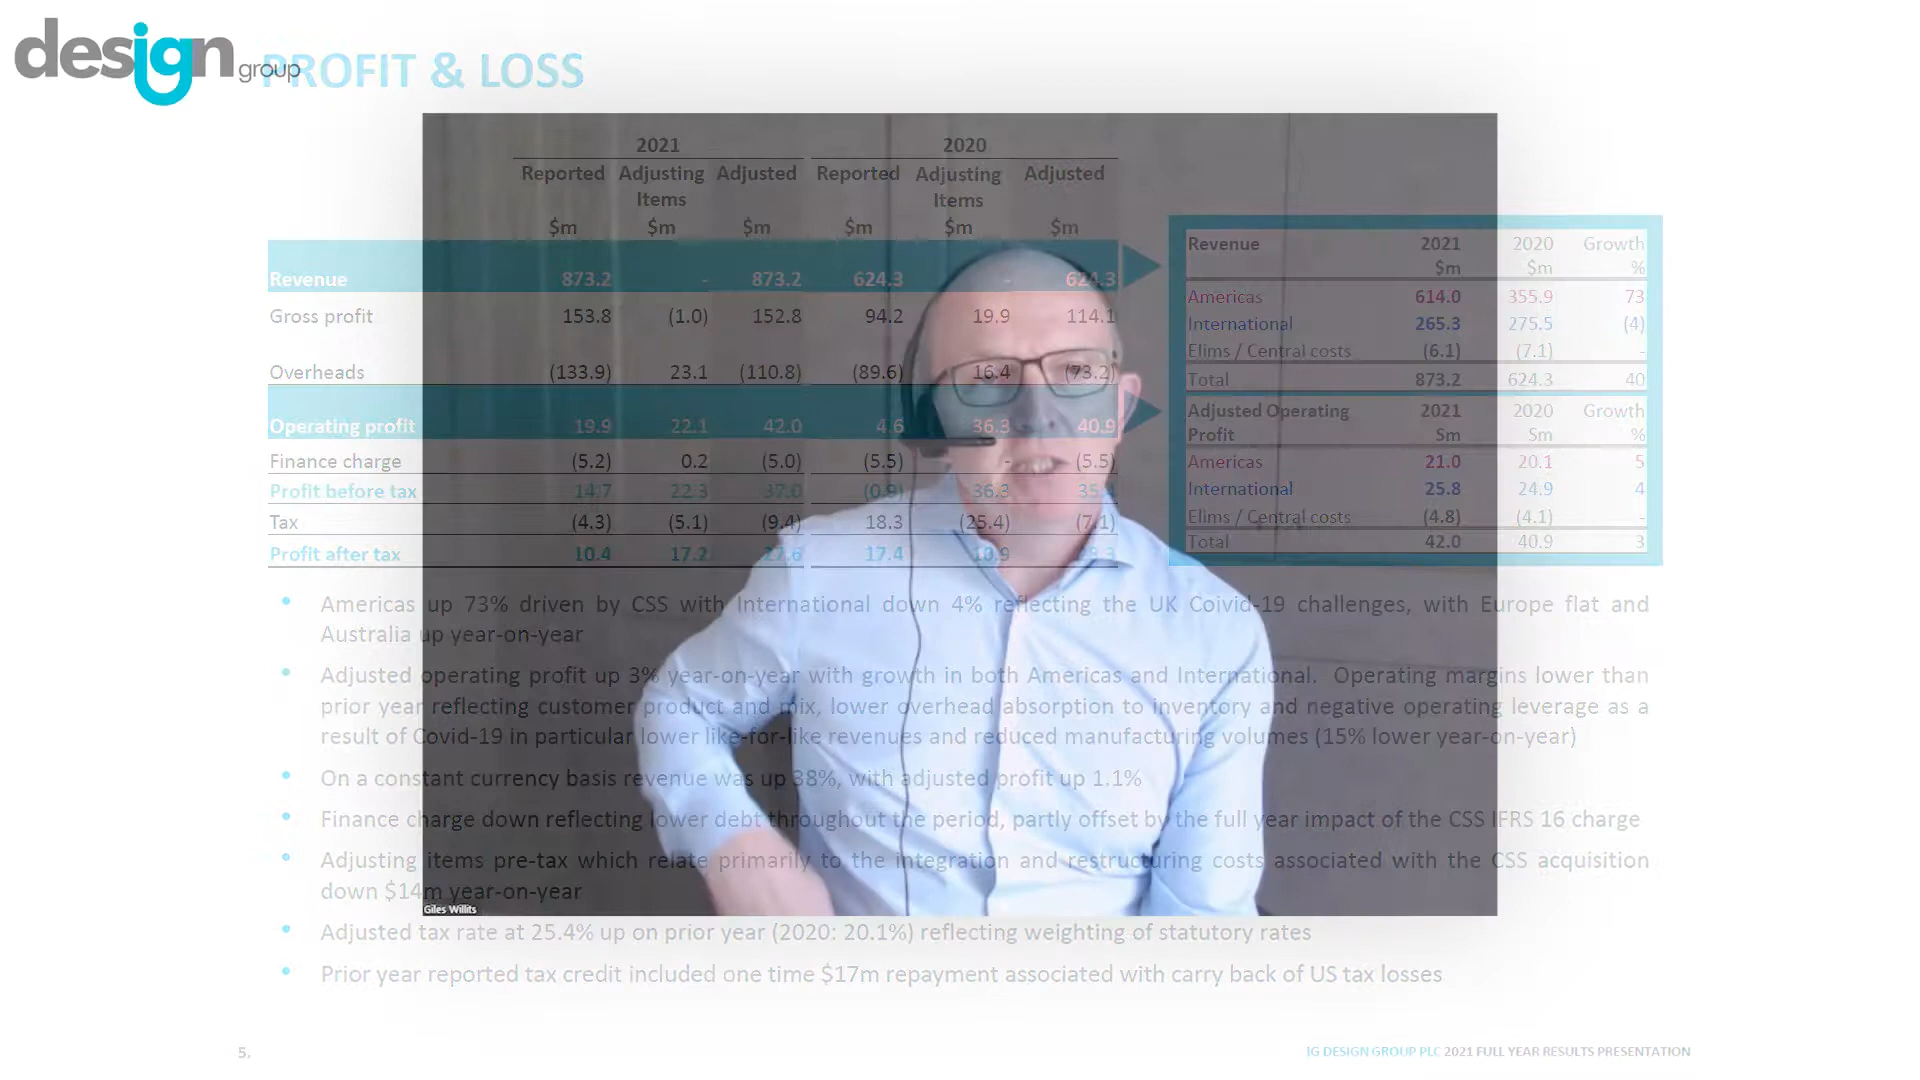 design group
PROFIT & LOSS
2021 2020
Reported Adjusting Adjusted Reported Adjusting Adjusted
Items Items
$m $m $m $m $m $m
Revenue 873.2 - 873.2 624.3 - 624.3
Gross profit 153.8 (1.0) 152.8 94.2 19.9 114.1
Overheads (133.9) 23.1 (110.8) (89.6) 16.4 (73.2)
Operating profit 19.9 22.1 42.0 4.6 36.3 40.9
Finance charge (5.2) 0.2 (5.0) (5.5) - (5.5)
Profit before tax 14.7 22.3 37.0 (0.9) 36.3 35.4
Tax (4.3) (5.1) (9.4) 18.3 (25.4) (7.1)
Profit after tax 10.4 17.2 27.6 17.4 10.9 28.3
Revenue 2021 2020 Growth
$m $m %
Americas 614.0 355.9 73
International 265.3 275.5 (4)
Elims / Central costs (6.1) (7.1) -
Total 873.2 624.3 40
Adjusted Operating 2021 2020 Growth
Profit $m $m %
Americas 21.0 20.1 5
International 25.8 24.9 4
Elims / Central costs (4.8) (4.1) -
Total 42.0 40.9 3
• Americas up 73% driven by CSS with International down 4% reflecting the UK Coivid-19 challenges, with Europe flat and
Australia up year-on-year
• Adjusted operating profit up 3% year-on-year with growth in both Americas and International. Operating margins lower than
prior year reflecting customer product and mix, lower overhead absorption to inventory and negative operating leverage as a
result of Covid-19 in particular lower like-for-like revenues and reduced manufacturing volumes (15% lower year-on-year)
• On a constant currency basis revenue was up 38%, with adjusted profit up 1.1%
• Finance charge down reflecting lower debt throughout the period, partly offset by the full year impact of the CSS IFRS 16 charge
• Adjusting items pre-tax which relate primarily to the integration and restructuring costs associated with the CSS acquisition
down $14m year-on-year
Giles Willits
• Adjusted tax rate at 25.4% up on prior year (2020: 20.1%) reflecting weighting of statutory rates
• Prior year reported tax credit included one time $17m repayment associated with carry back of US tax losses
5.
IG DESIGN GROUP PLC 2021 FULL YEAR RESULTS PRESENTATION